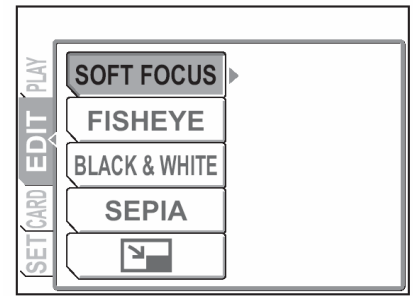 PLAY
EDIT
CARD
SET
SOFT FOCUS
FISHEYE
BLACK & WHITE
SEPIA